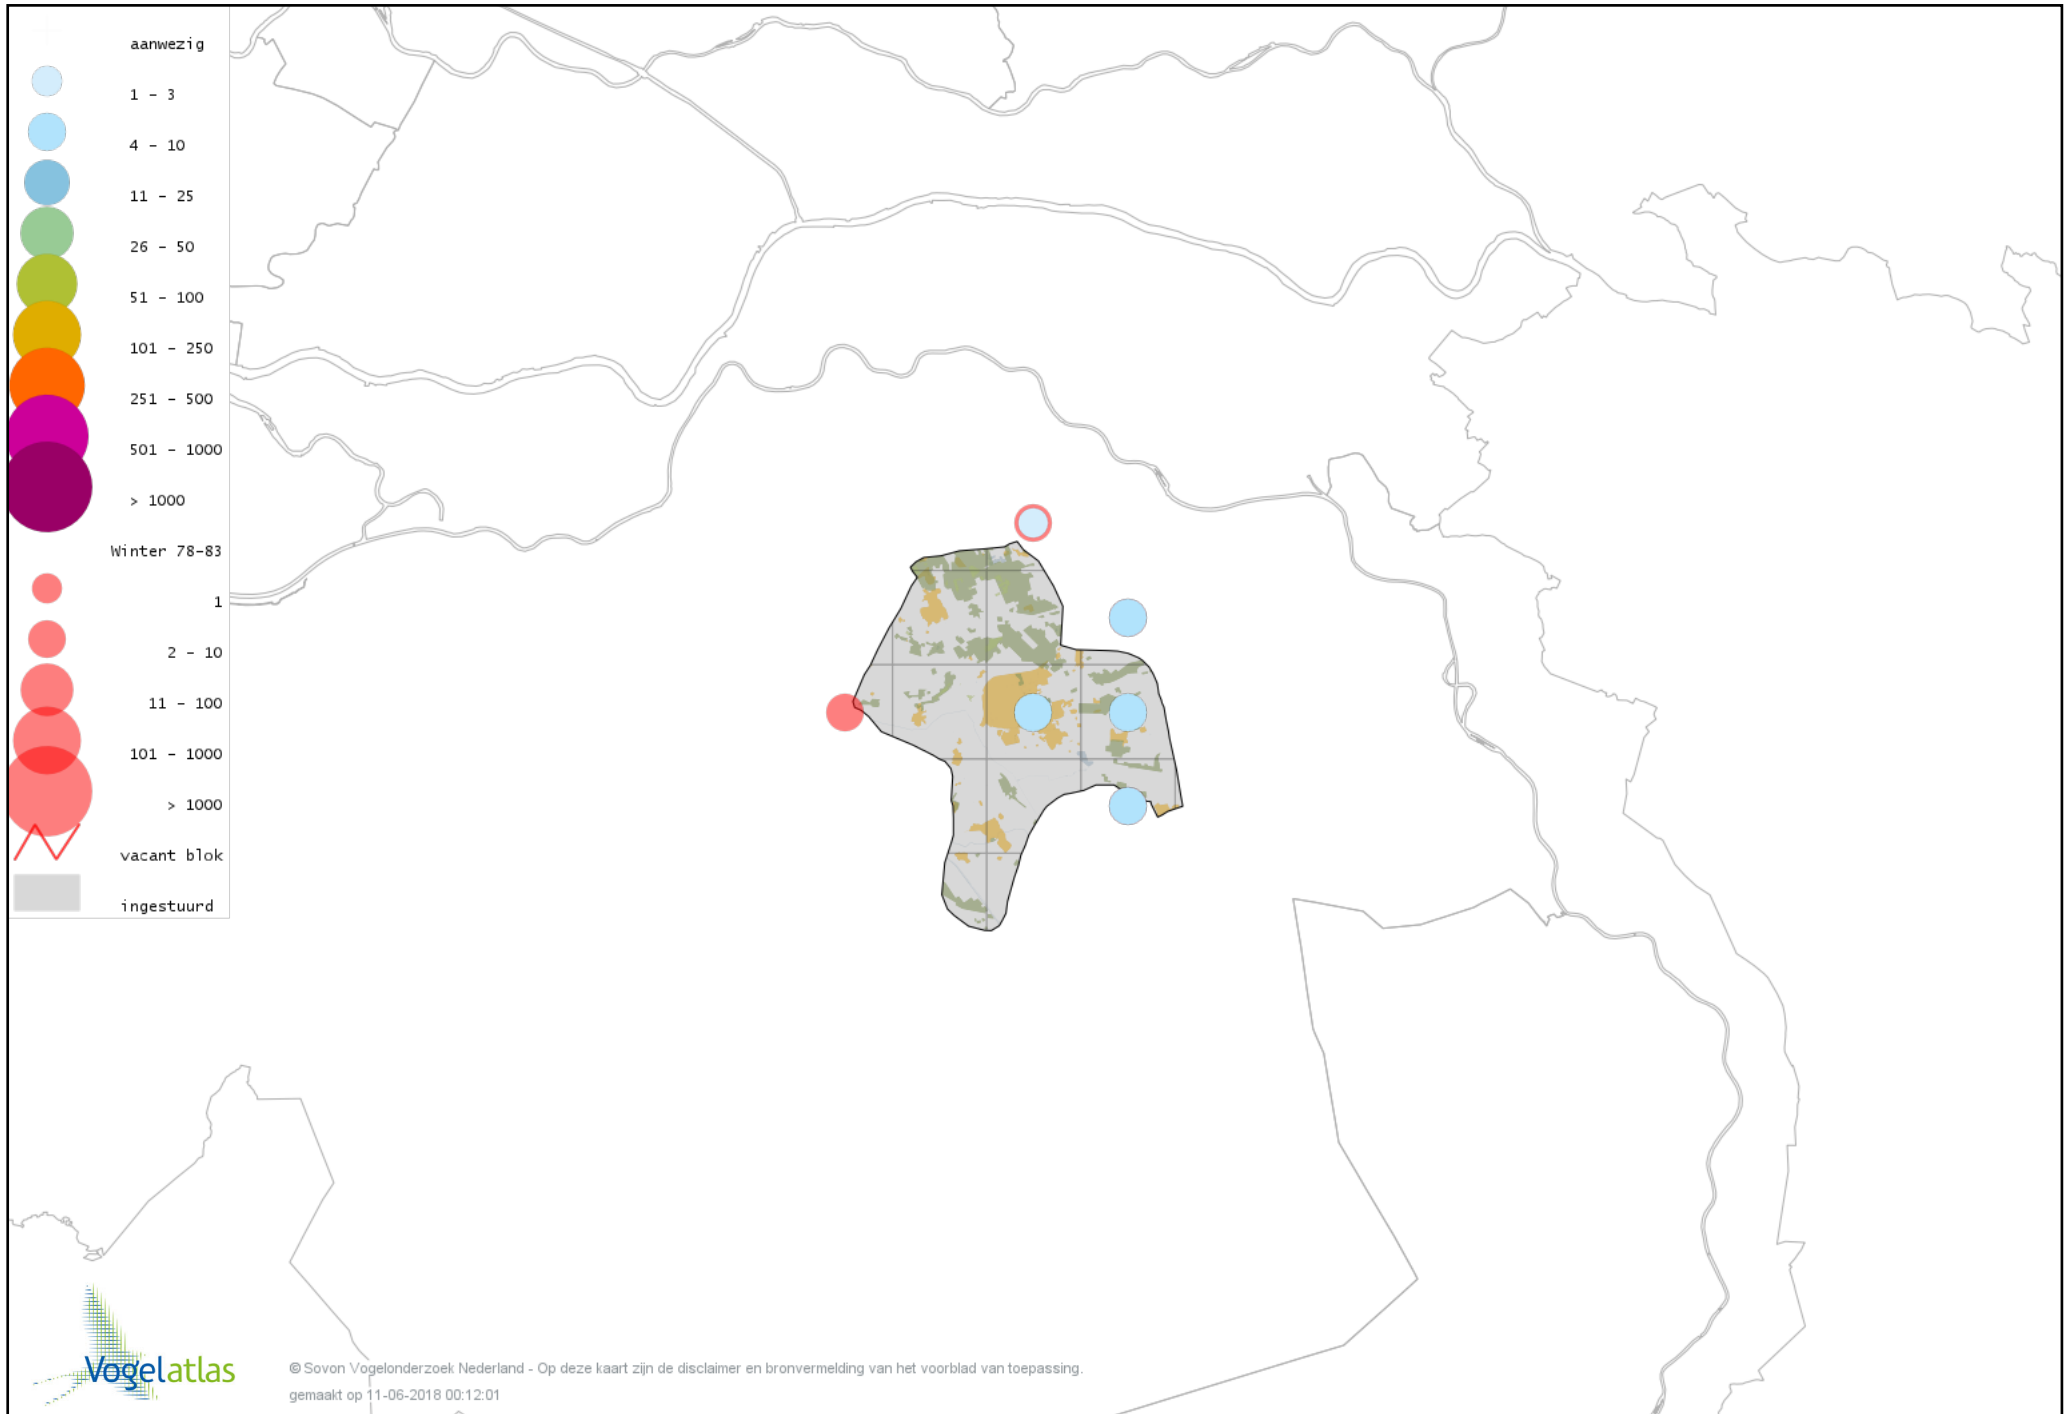 aanwezig
1 - 3
4 - 10
11 - 25
26 - 50
51 - 100
101 - 250
251 - 500
501 - 1000
> 1000
Winter 78-83
1
2 - 10
11 - 100
101 - 1000
> 1000
vacant blok
ingestuurd
Vogelatlas
© Sovon Vogelonderzoek Nederland - Op deze kaart zijn de disclaimer en bronvermelding van het voorblad van toepassing.
gemaakt op 11-06-2018 00:12:01